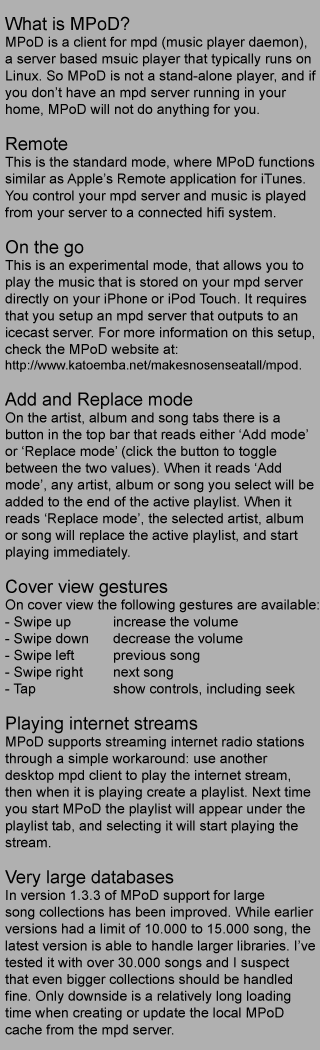 What is MPoD?
MPoD is a client for mpd (music player daemon),
a server based msuic player that typically runs on
Linux. So MPoD is not a stand-alone player, and if
you don't have an mpd server running in your
home, MPoD will not do anything for you.
Remote
This is the standard mode, where MPoD functions
similar as Apple's Remote application for iTunes.
You control your mpd server and music is played
from your server to a connected hifi system.
On the go
This is an experimental mode, that allows you to
play the music that is stored on your mpd server
directly on your iPhone or iPod Touch. It requires
that you setup an mpd server that outputs to an
icecast server. For more information on this setup,
check the MPoD website at:
http://www.katoemba.net/makesnosenseatall/mpod.
Add and Replace mode
On the artist, album and song tabs there is a
button in the top bar that reads either ‘Add mode’
or ‘Replace mode’ (click the button to toggle
between the two values). When it reads ‘Add
mode’, any artist, album or song you select will be
added to the end of the active playlist. When it
reads ‘Replace mode’, the selected artist, album
or song will replace the active playlist, and start
playing immediately.
Cover view gestures
On cover view the following gestures are available:
- Swipe up increase the volume
- Swipe down decrease the volume
- Swipe left previous song
- Swipe right next song
- Tap show controls, including seek
Playing internet streams
MPoD supports streaming internet radio stations
through a simple workaround: use another
desktop mpd client to play the internet stream,
then when it is playing create a playlist. Next time
you start MPoD the playlist will appear under the
playlist tab, and selecting it will start playing the
stream.
Very large databases
In version 1.3.3 of MPoD support for large
song collections has been improved. While earlier
versions had a limit of 10.000 to 15.000 song, the
latest version is able to handle larger libraries. I've
tested it with over 30.000 songs and I suspect
that even bigger collections should be handled
fine. Only downside is a relatively long loading
time when creating or update the local MPoD
cache from the mpd server.